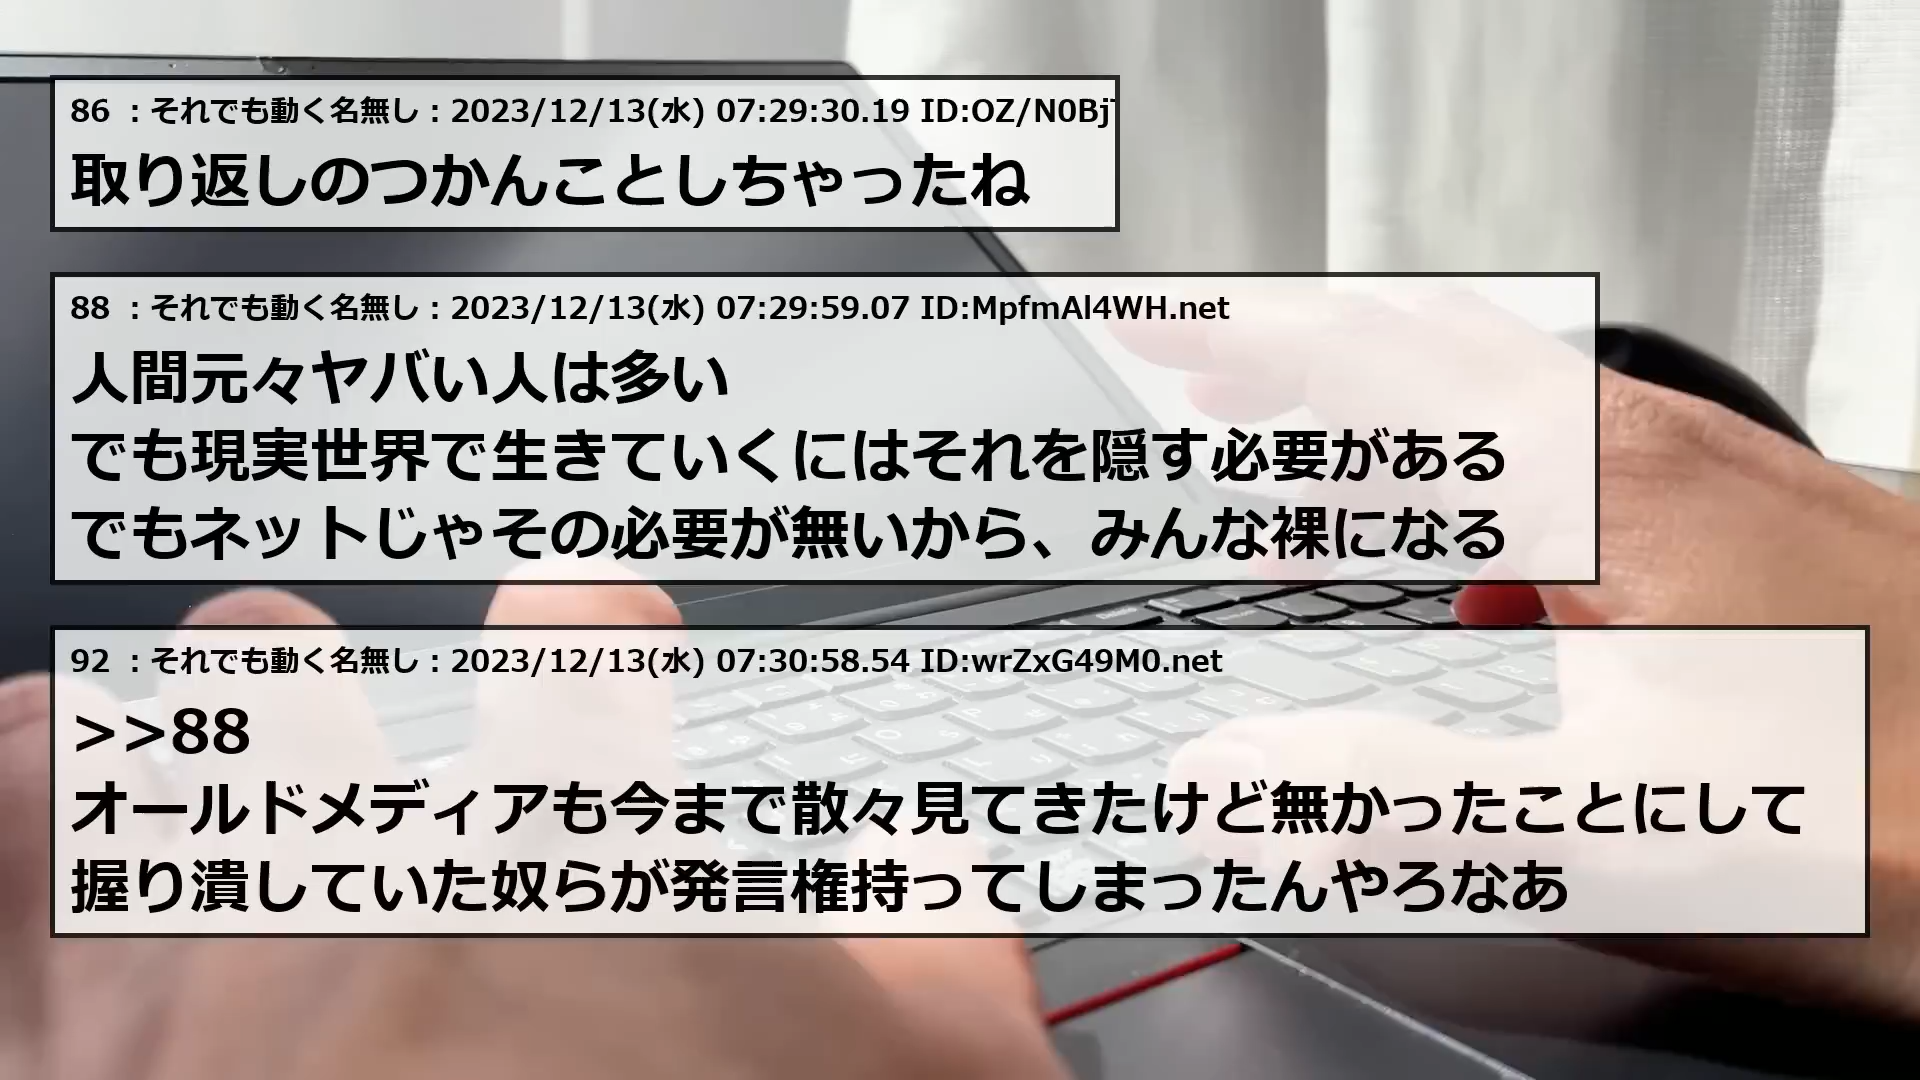 86 ：それでも動く名無し：2023/12/13(水) 07:29:30.19 ID:OZ/N0Bj
取り返しのつかんことしちゃったね
88 ：それでも動く名無し：2023/12/13(水) 07:29:59.07 ID:MpfmAl4WH.net
人間元々ヤバい人は多い
でも現実世界で生きていくにはそれを隠す必要がある
でもネットじゃその必要が無いから、みんな裸になる
92 ：それでも動く名無し：2023/12/13(水) 07:30:58.54 ID:wrZxG49M0.net
>>88
オールドメディアも今まで散々見てきたけど無かったことにして
握り潰していた奴らが発言権持ってしまったんやろなあ